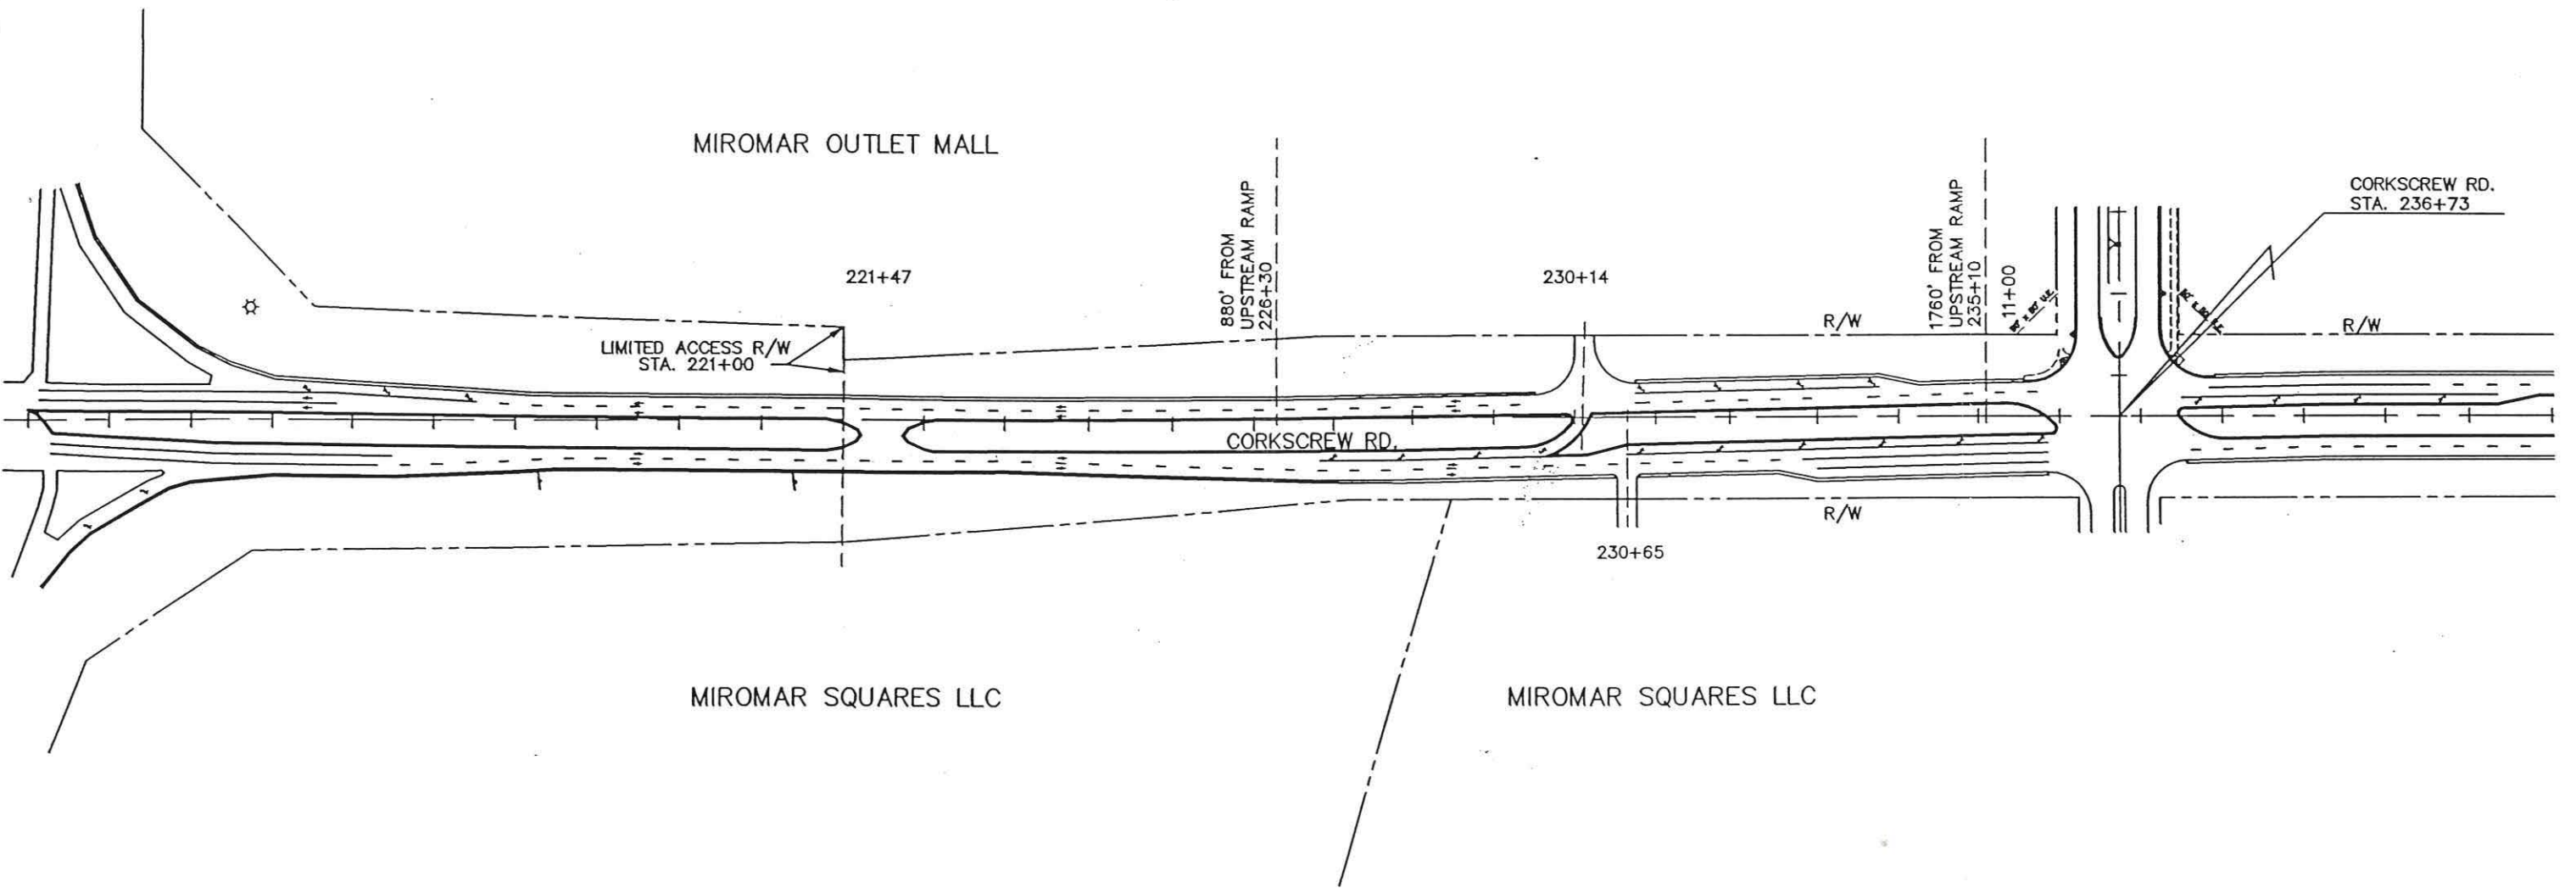 MIROMAR OUTLET MALL
CORKSCREW RD.
STA. 236+73
880' FROM
UPSTREAM RAMP
226+30
1760' FROM
UPSTREAM RAMP
235+10
11+00
221+47
230+14
R/W
R/W
LIMITED ACCESS R/W
STA. 221+00
CORKSCREW RD.
R/W
230+65
MIROMAR SQUARES LLC
MIROMAR SQUARES LLC